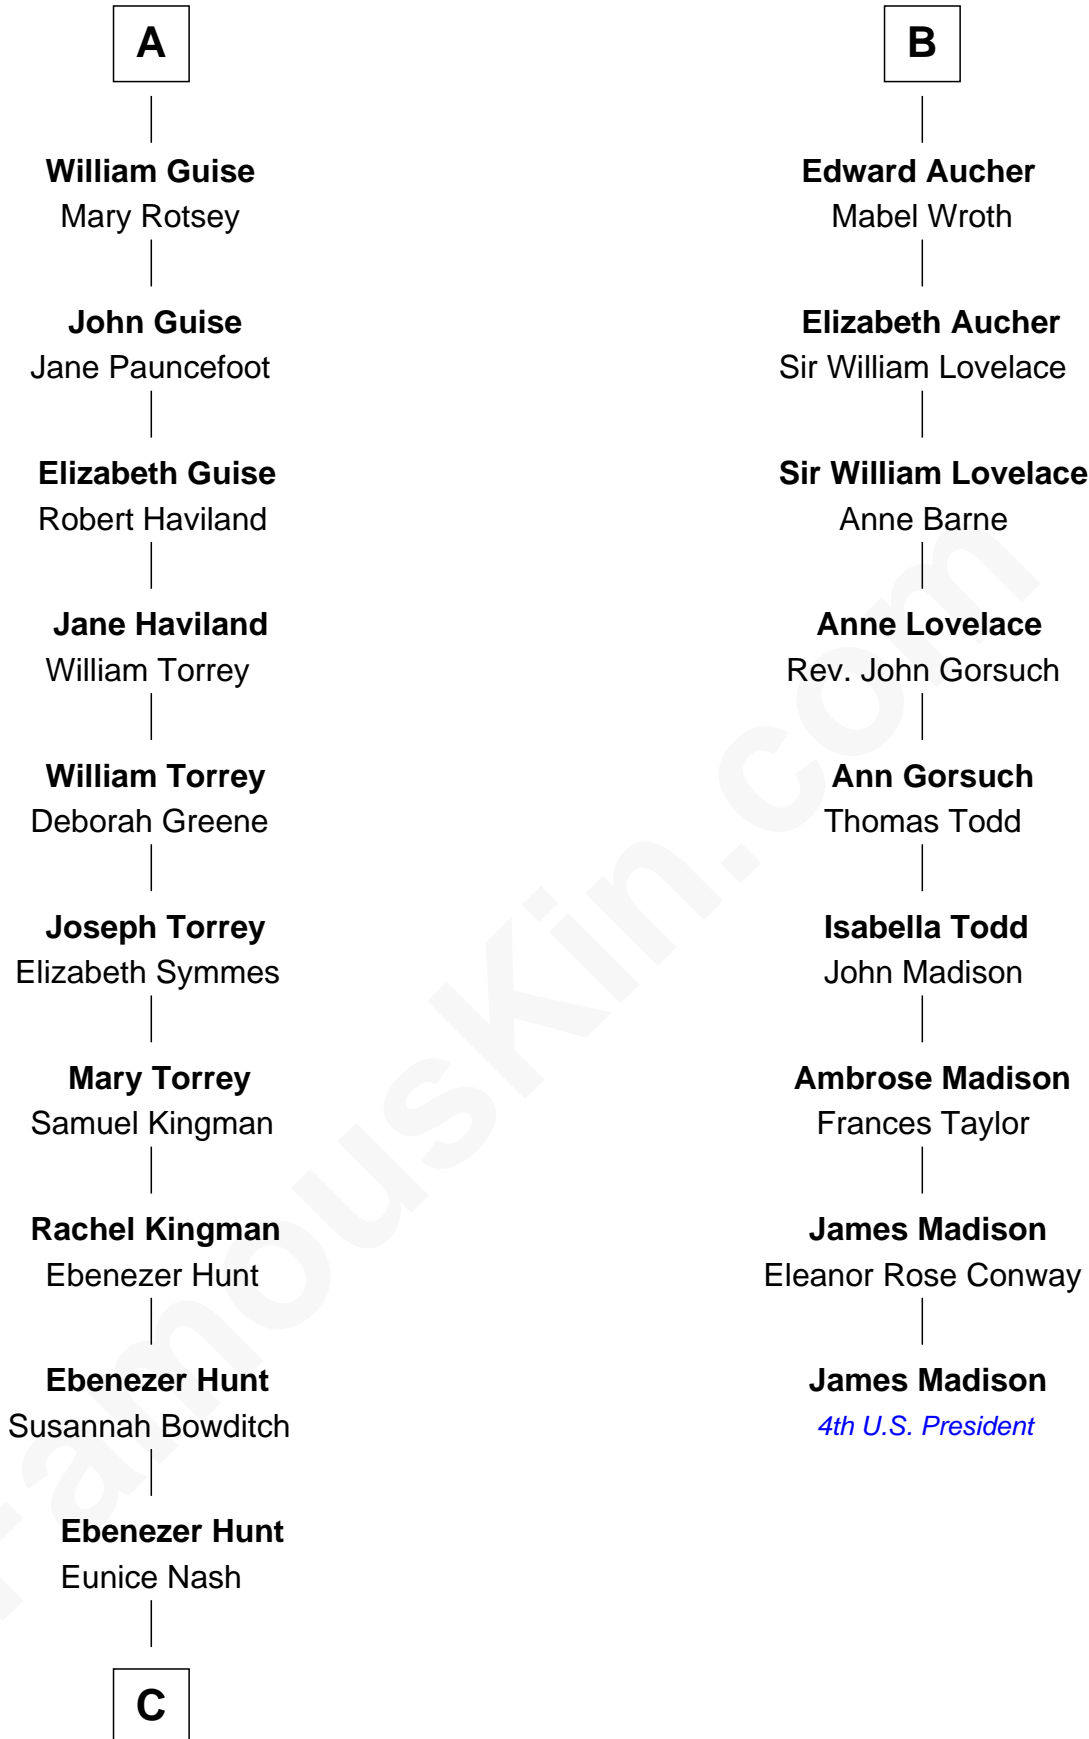 A
William Guise
Mary Rotsey
John Guise
Jane Pauncefoot
Elizabeth Guise
Robert Haviland
Jane Haviland
William Torrey
William Torrey
Deborah Greene
Joseph Torrey
Elizabeth Symmes
Mary Torrey
Samuel Kingman
Rachel Kingman
Ebenezer Hunt
Ebenezer Hunt
Susannah Bowditch
Ebenezer Hunt
Eunice Nash
C
B
Edward Aucher
Mabel Wroth
Elizabeth Aucher
Sir William Lovelace
Sir William Lovelace
Anne Barne
Anne Lovelace
Rev. John Gorsuch
Ann Gorsuch
Thomas Todd
Isabella Todd
John Madison
Ambrose Madison
Frances Taylor
James Madison
Eleanor Rose Conway
James Madison
4th U.S. President
FamousKin.com